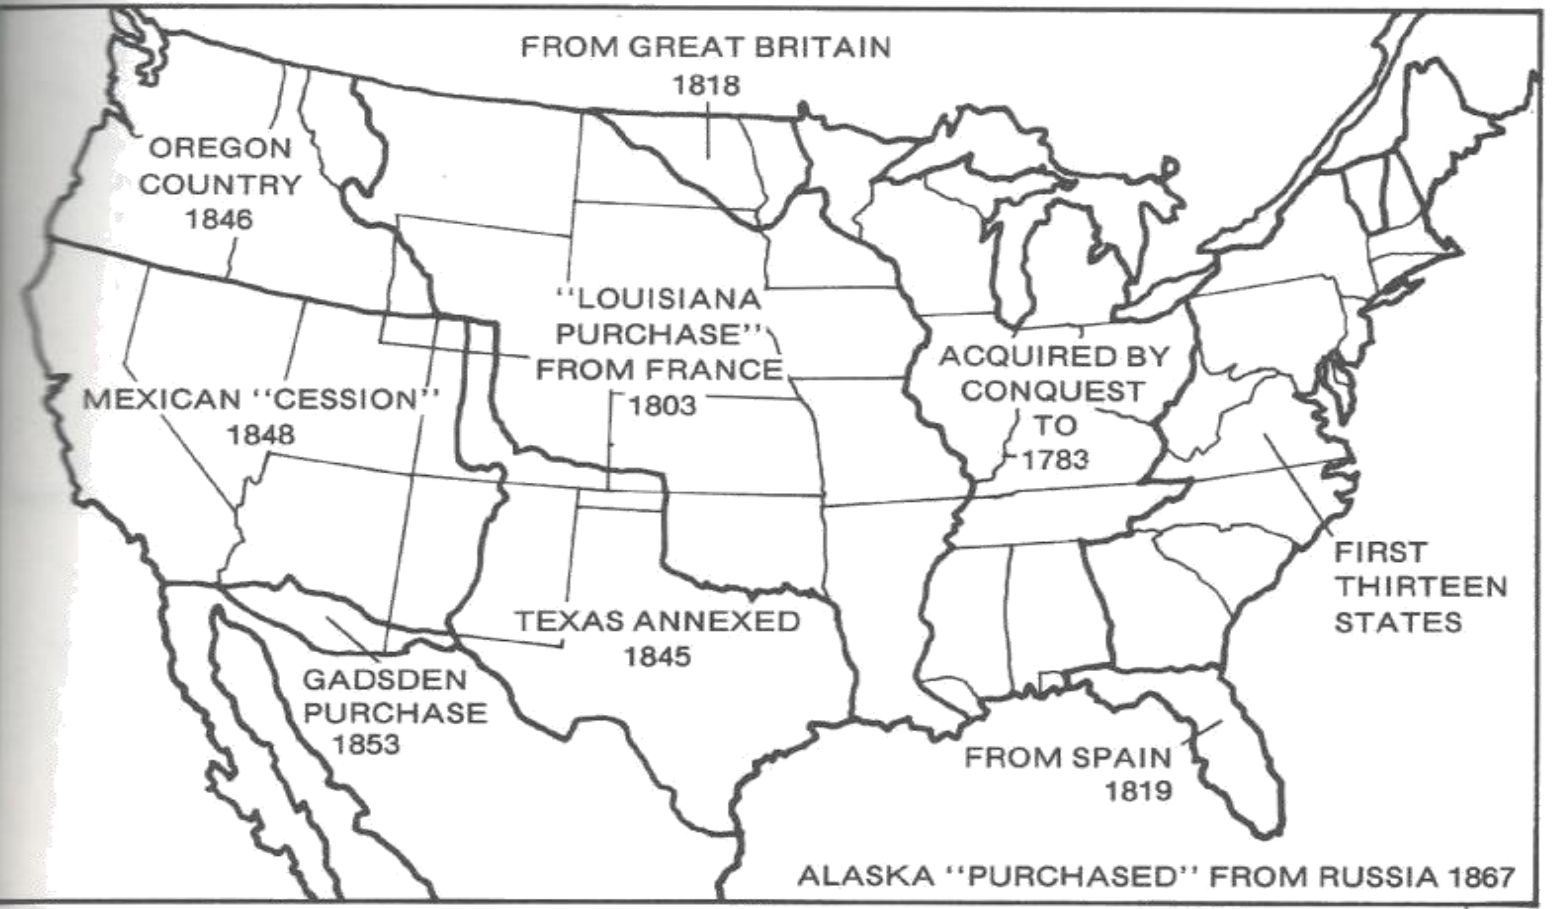 FROM GREAT BRITAIN
1818
OREGON
COUNTRY
1846
"LOUISIANA
PURCHASE"
FROM FRANCE
1803
ACQUIRED BY
CONQUEST
TO
1783
MEXICAN "CESSION"
1848
FIRST
THIRTEEN
STATES
TEXAS ANNEXED
1845
GADSDEN
PURCHASE
1853
FROM SPAIN
1819
ALASKA "PURCHASED" FROM RUSSIA 1867